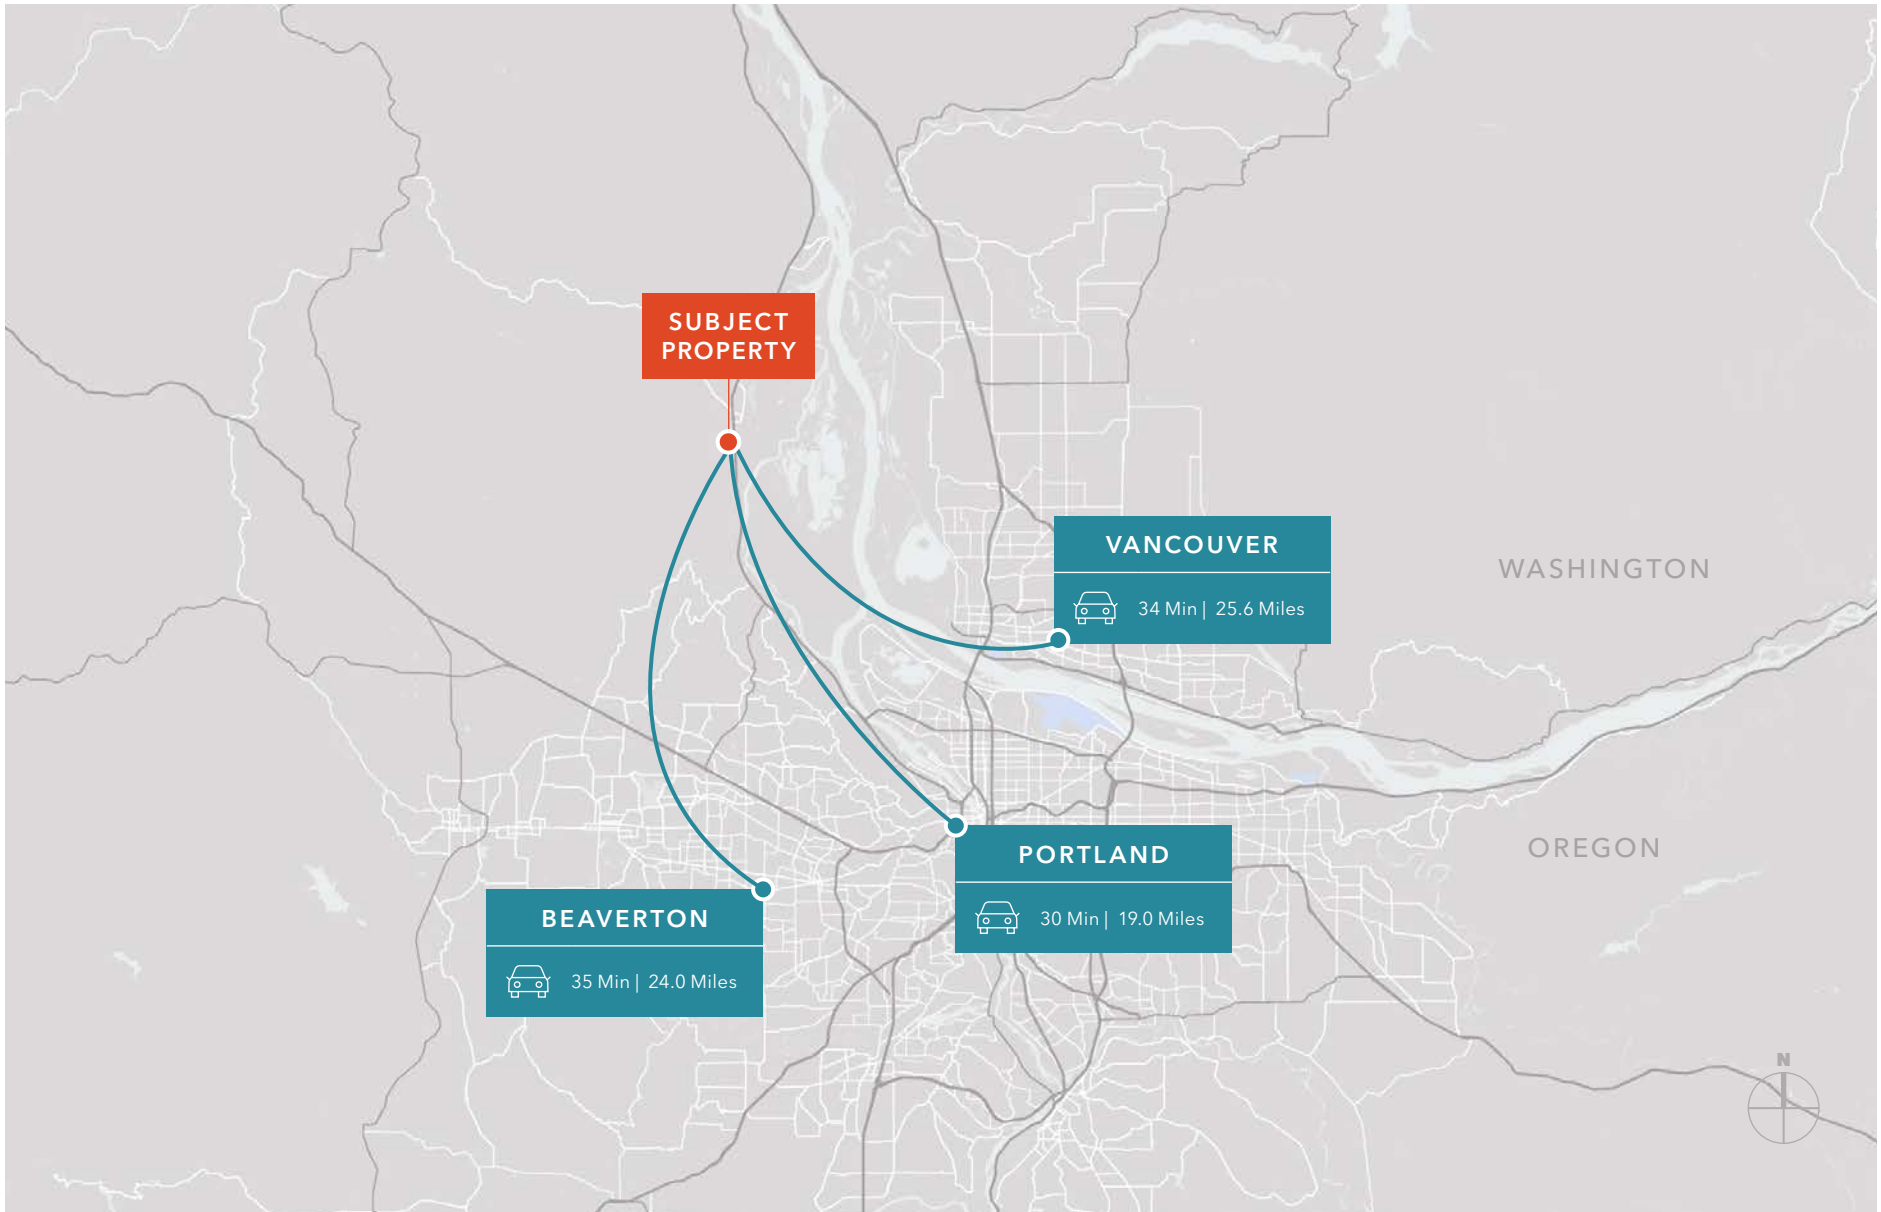 SUBJECT
PROPERTY
VANCOUVER
34 Min | 25.6 Miles
WASHINGTON
PORTLAND
30 Min | 19.0 Miles
OREGON
BEAVERTON
35 Min | 24.0 Miles
N